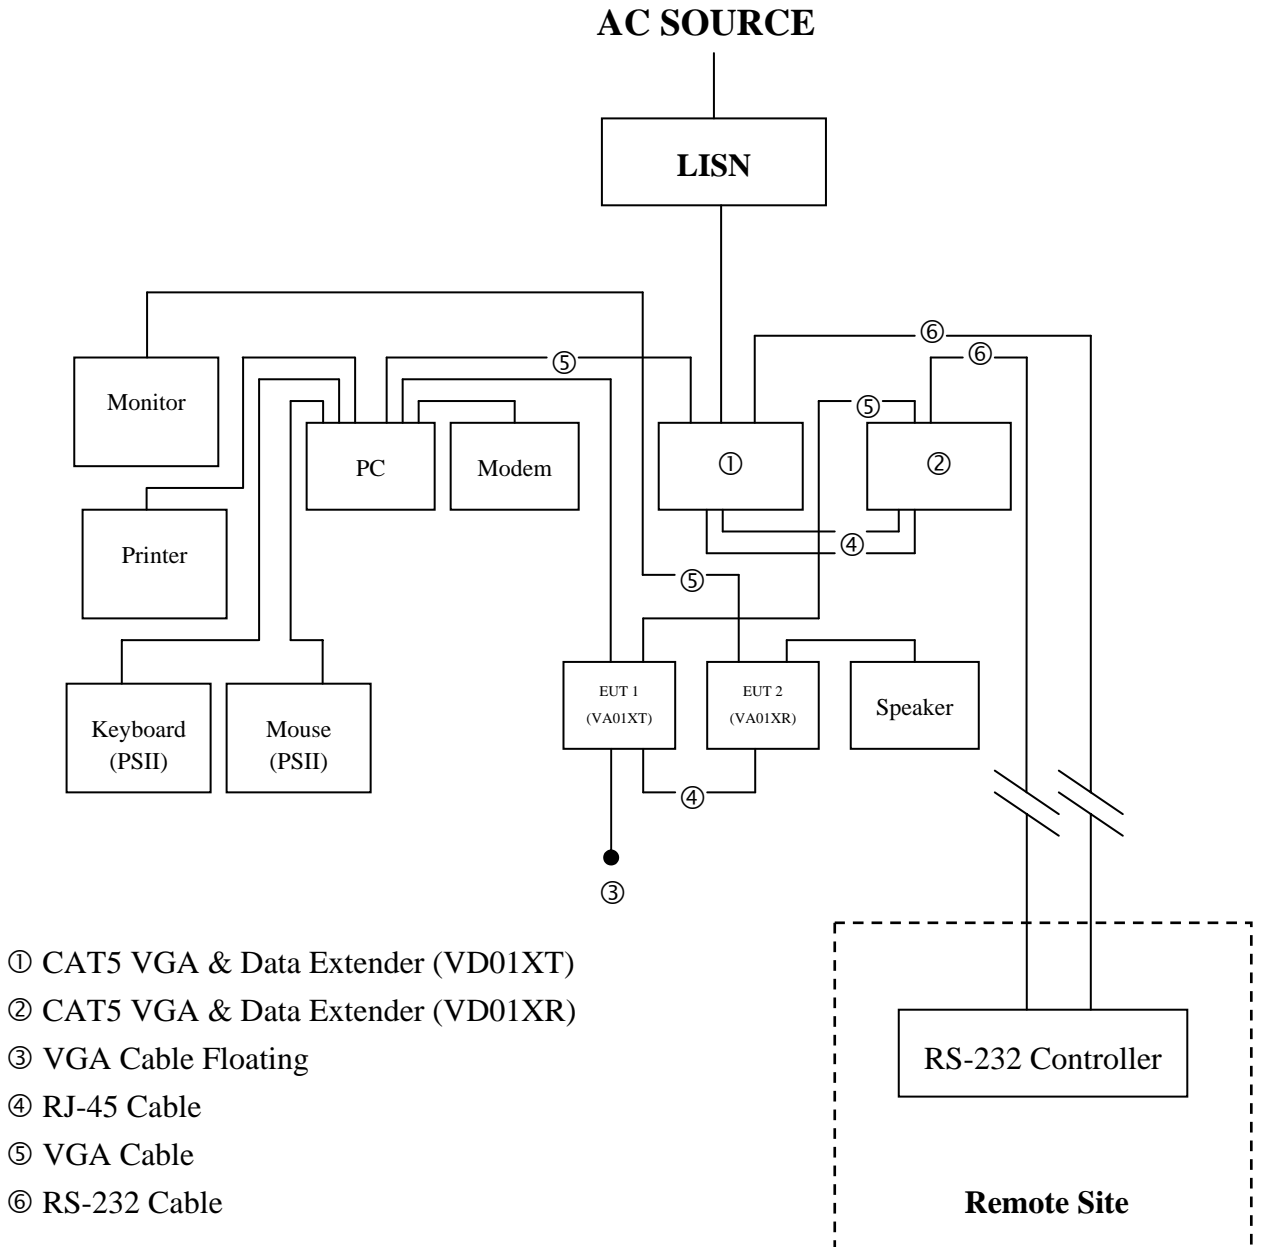 AC SOURCE
LISN
⑥
⑥
⑤
⑤
Monitor
PC
Modem
①
②
④
Printer
⑤
EUT 1
(VA01XT)
EUT 2
(VA01XR)
Speaker
Keyboard
(PSII)
Mouse
(PSII)
④
③
① CAT5 VGA & Data Extender (VD01XT)
② CAT5 VGA & Data Extender (VD01XR)
③ VGA Cable Floating
④ RJ-45 Cable
⑤ VGA Cable
⑥ RS-232 Cable
RS-232 Controller
Remote Site